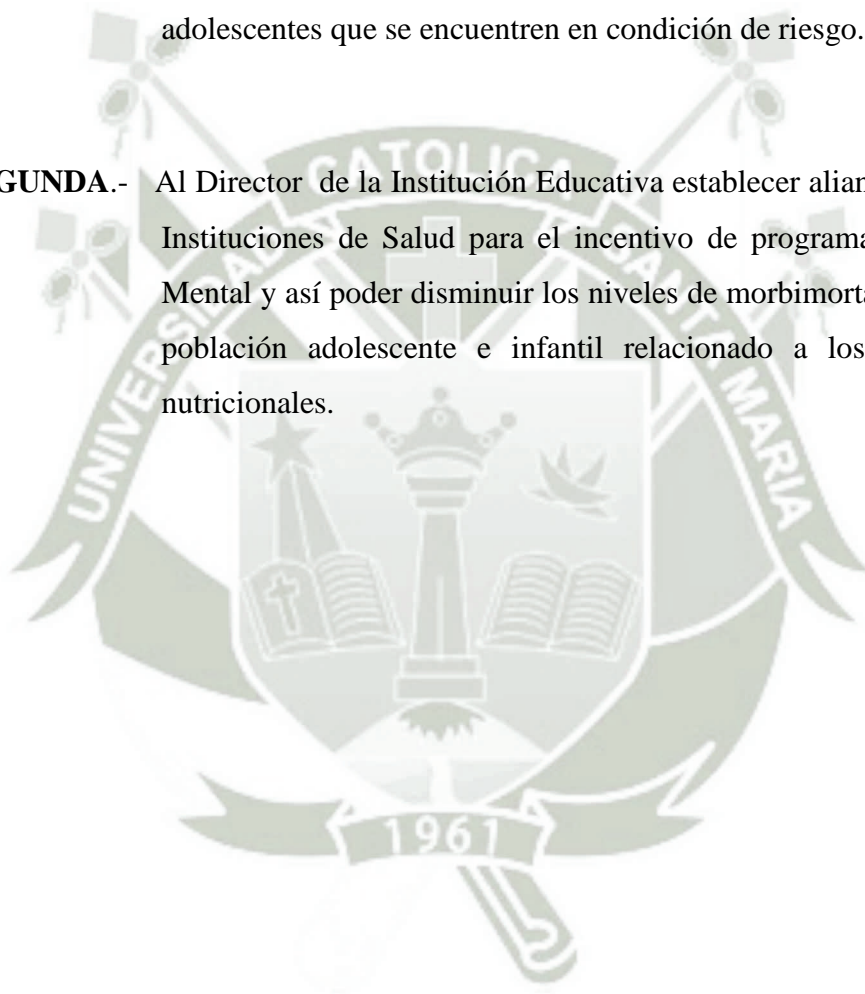 adolescentes que se encuentren en condición de riesgo.
GUNDA.- Al Director de la Institución Educativa establecer alian
Instituciones de Salud para el incentivo de programa
Mental y así poder disminuir los niveles de morbimorta
población adolescente e infantil relacionado a los
nutricionales.
UNIVERSIDAD CATOLICA SANTA MARIA
1961